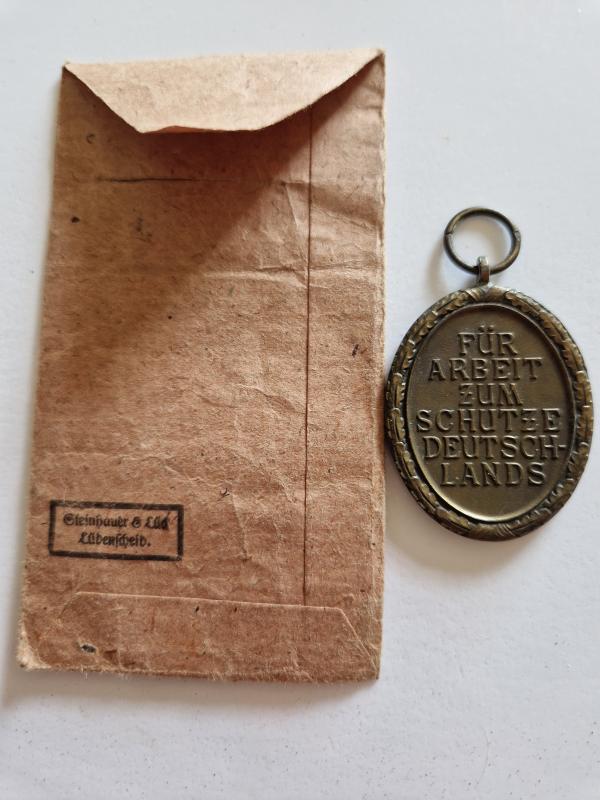 Steinhauer & Lück
Lüdenscheid.
FÜR
ARBEIT
ZUM
SCHUTZE
DEUTSCH-
LANDS